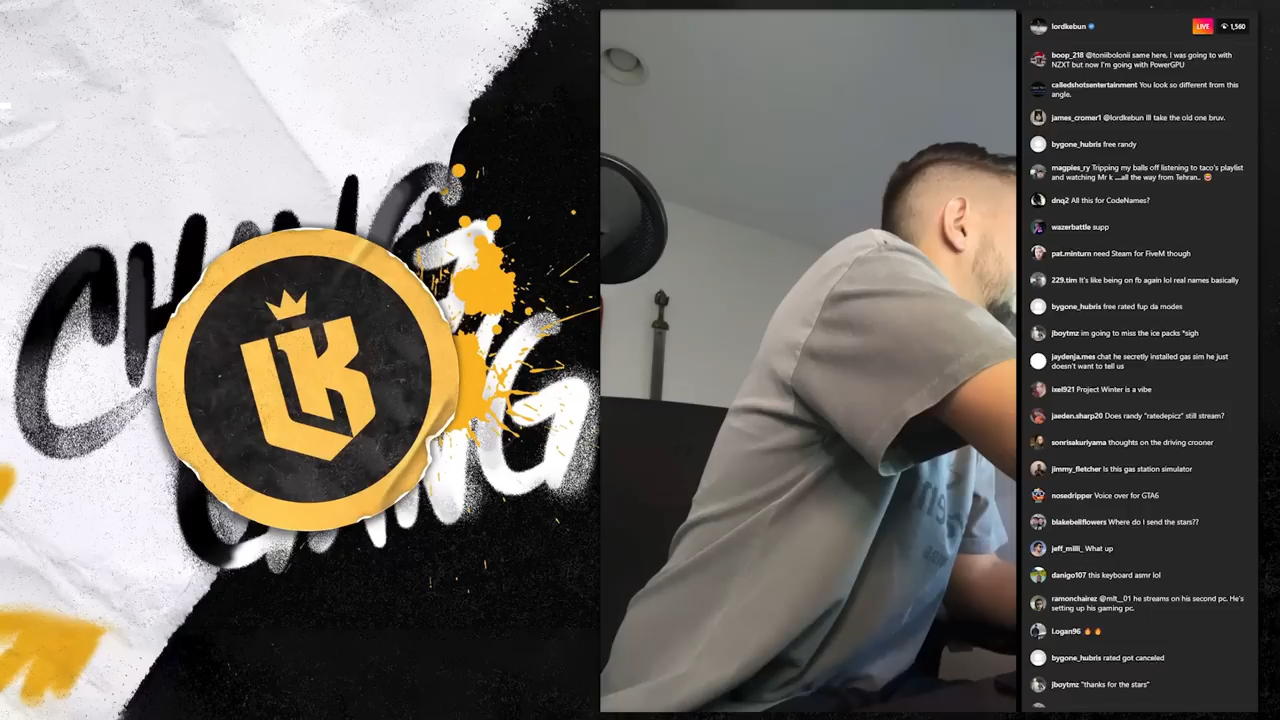 CHANG
GANG
LK
lordkebun
LIVE
1,560
boop_218 @toniibolonii same here, I was going to with
NZXT but now I'm going with PowerGPU
calledshotsentertainment You look so different from this
angle.
james_cromer1 @lordkebun Ill take the old one bruv.
bygone_hubris free randy
magpies_ry Tripping my balls off listening to taco's playlist
and watching Mr k ....all the way from Tehran..
dnq2 All this for CodeNames?
wazerbattle supp
pat.minturn need Steam for FiveM though
229.tim It's like being on fb again lol real names basically
bygone_hubris free rated fup da modes
jboytmz im going to miss the ice packs *sigh
jaydenja.mes chat he secretly installed gas sim he just
doesn't want to tell us
ixel921 Project Winter is a vibe
jaeden.sharp20 Does randy "ratedepicz" still stream?
sonrisakuriyama thoughts on the driving crooner
jimmy_fletcher Is this gas station simulator
nosedripper Voice over for GTA6
blakebellflowers Where do I send the stars??
jeff_milli_ What up
danigo107 this keyboard asmr lol
ramonchairez @mlt__01 he streams on his second pc. He's
setting up his gaming pc.
l.ogan96 🔥 🔥
bygone_hubris rated got canceled
jboytmz "thanks for the stars"